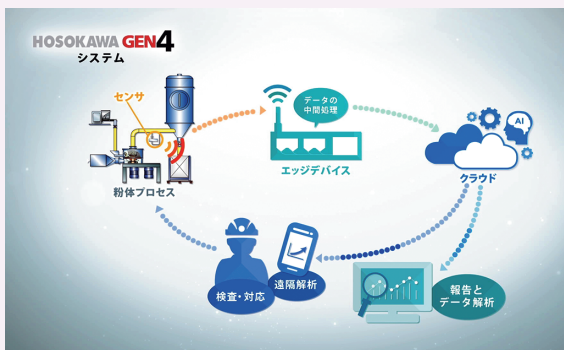 HOSOKAWA GEN4
システム
センサ
粉体プロセス
データの
中間処理
エッジデバイス
AI
クラウド
検査・対応
遠隔解析
報告と
データ解析